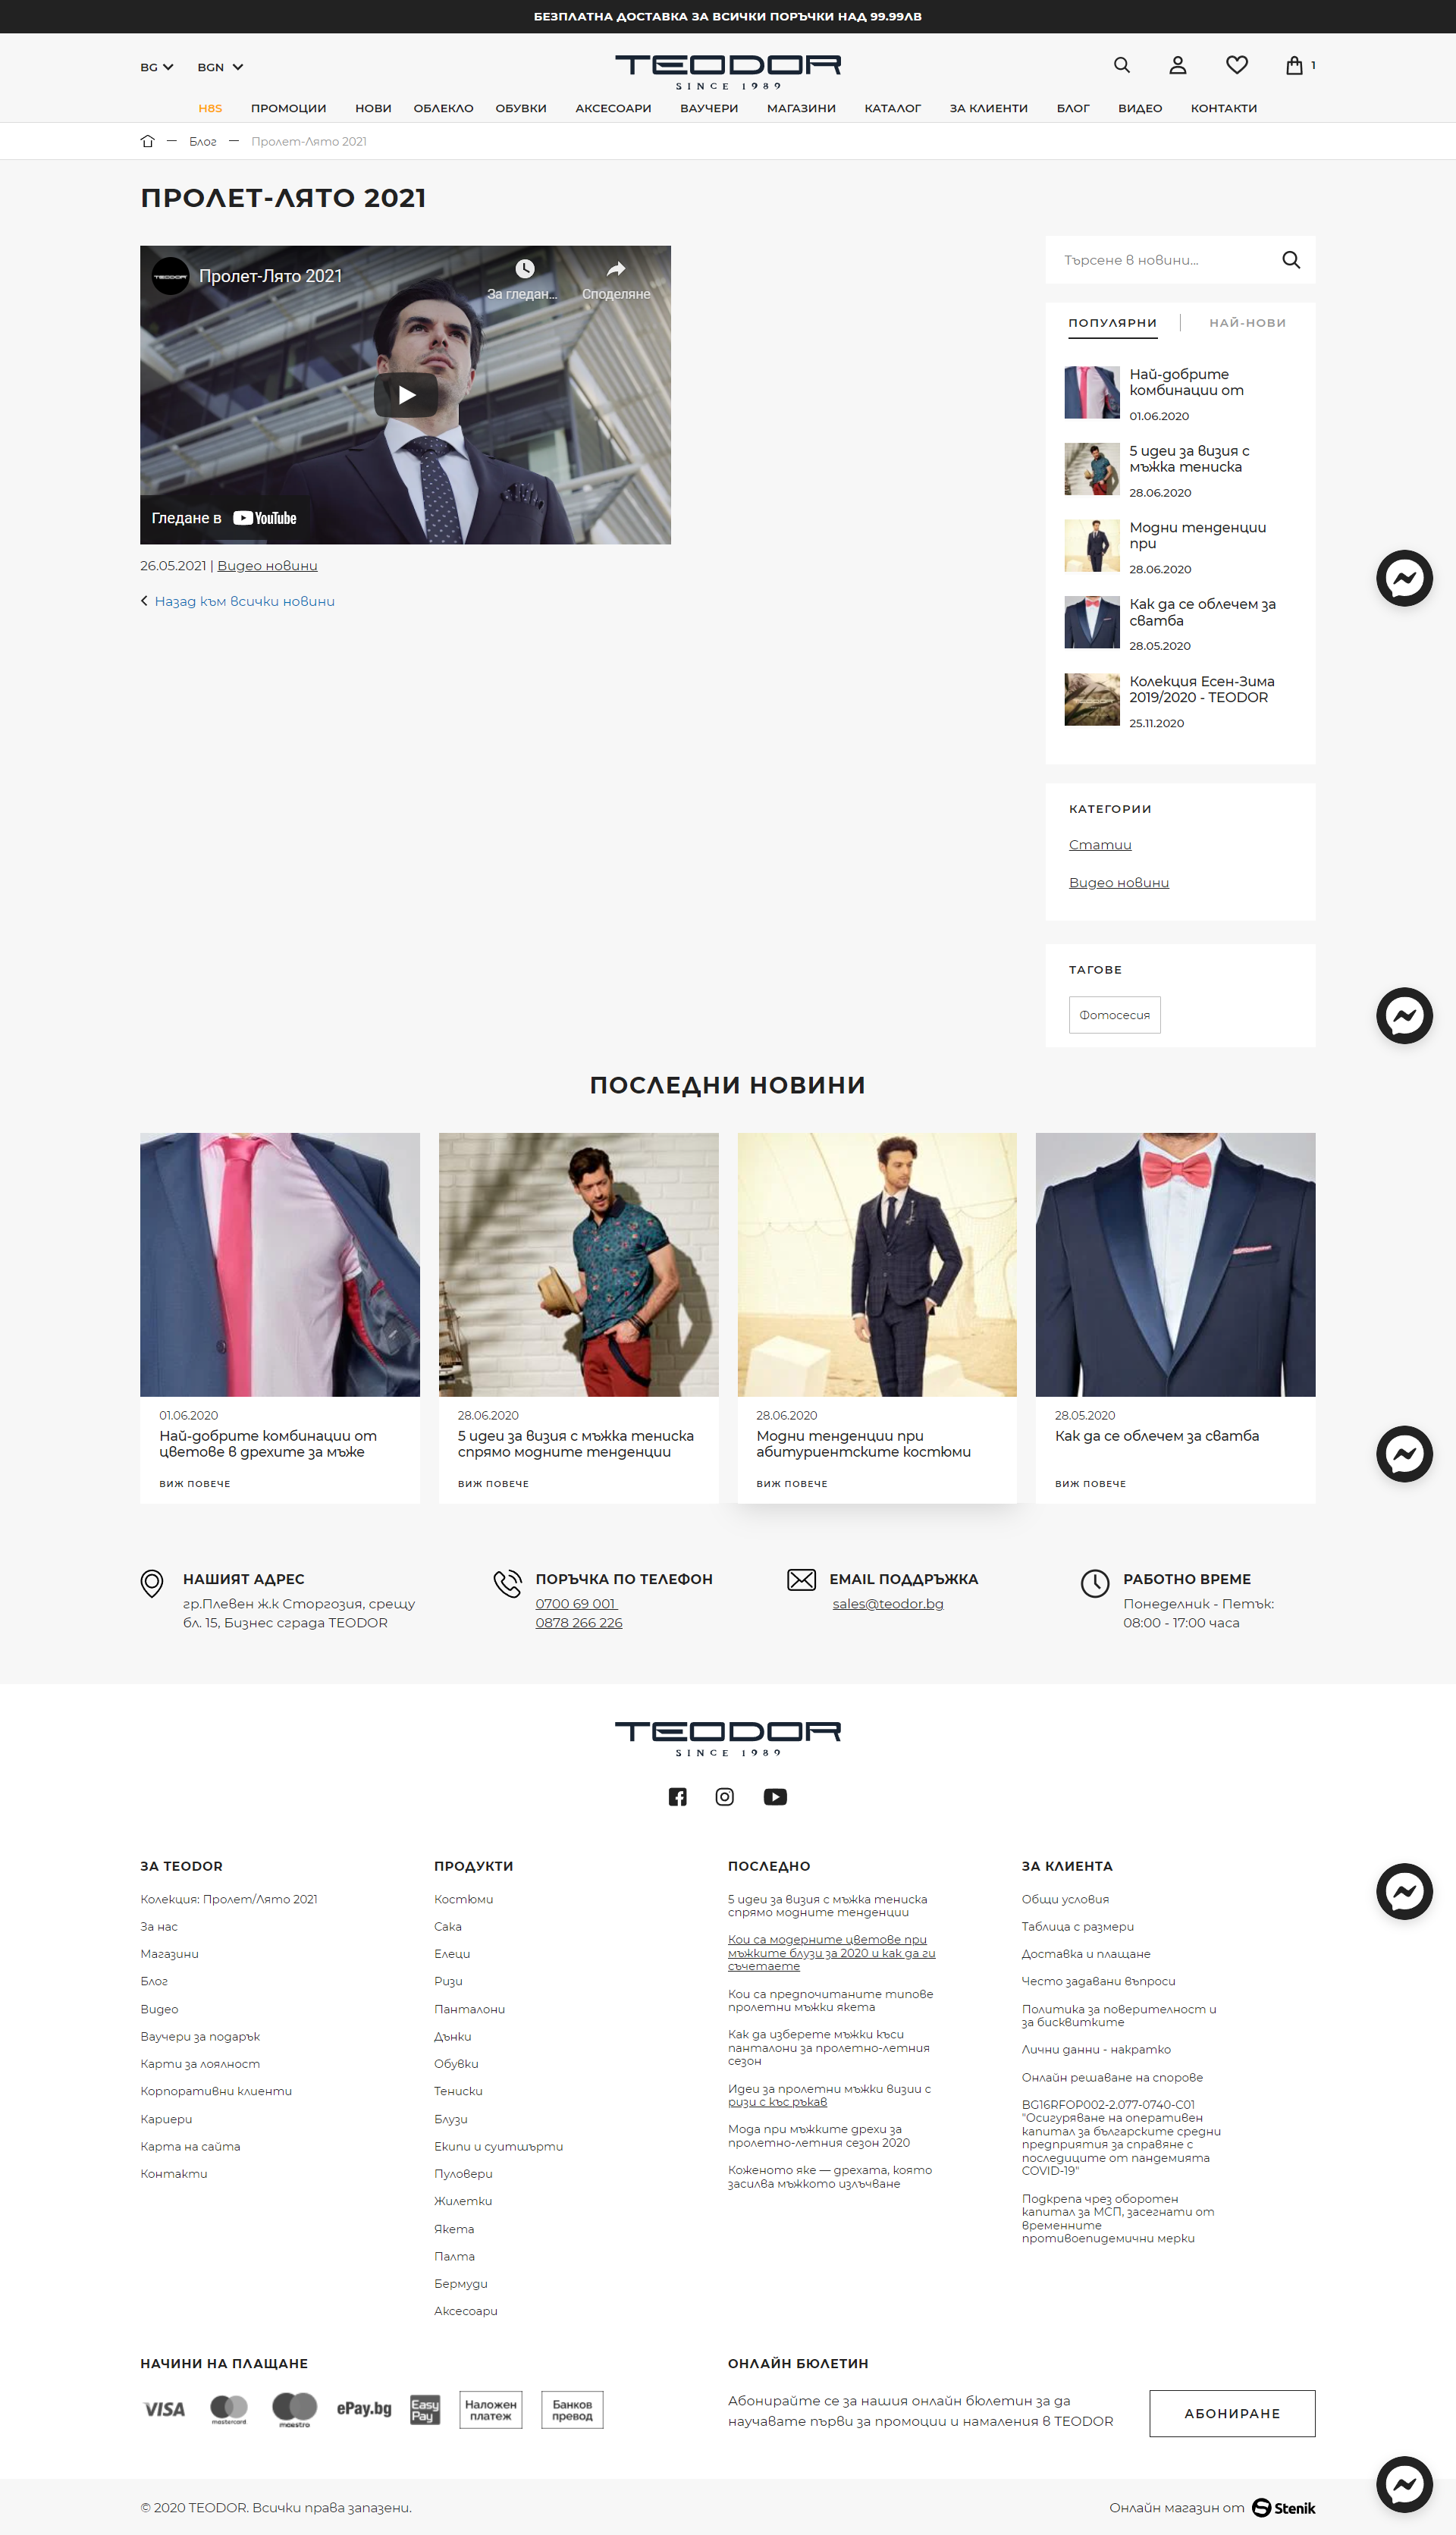 БЕЗПЛАТНА ДОСТАВКА ЗА ВСИЧКИ ПОРЪЧКИ НАД 99.99ЛВ
BG BGN
TEODOR
SINCE 1989
1
H8S ПРОМОЦИИ НОВИ ОБЛЕКЛО ОБУВКИ АКСЕСОАРИ ВАУЧЕРИ МАГАЗИНИ КАТАЛОГ ЗА КЛИЕНТИ БЛОГ ВИДЕО КОНТАКТИ
— Блог — Пролет-Лято 2021
ПРОЛЕТ-ЛЯТО 2021
TEODOR
Пролет-Лято 2021
За гледан...
Споделяне
Гледане в YouTube
26.05.2021 | Видео новини
Назад към всички новини
Търсене в новини...
ПОПУЛЯРНИ
НАЙ-НОВИ
Най-добрите
комбинации от
01.06.2020
5 идеи за визия с
мъжка тениска
28.06.2020
Модни тенденции
при
28.06.2020
Как да се облечем за
сватба
28.05.2020
TEODOR
Колекция Есен-Зима
2019/2020 - TEODOR
25.11.2020
КАТЕГОРИИ
Статии
Видео новини
ТАГОВЕ
Фотосесия
ПОСЛЕДНИ НОВИНИ
01.06.2020
Най-добрите комбинации от
цветове в дрехите за мъже
ВИЖ ПОВЕЧЕ
28.06.2020
5 идеи за визия с мъжка тениска
спрямо модните тенденции
ВИЖ ПОВЕЧЕ
28.06.2020
Модни тенденции при
абитуриентските костюми
ВИЖ ПОВЕЧЕ
28.05.2020
Как да се облечем за сватба
ВИЖ ПОВЕЧЕ
НАШИЯТ АДРЕС
гр.Плевен ж.к Сторгозия, срещу
бл. 15, Бизнес сграда TEODOR
ПОРЪЧКА ПО ТЕЛЕФОН
0700 69 001
0878 266 226
EMAIL ПОДДРЪЖКА
sales@teodor.bg
РАБОТНО ВРЕМЕ
Понеделник - Петък:
08:00 - 17:00 часа
TEODOR
SINCE 1989
ЗА TEODOR
Колекция: Пролет/Лято 2021
За нас
Магазини
Блог
Видео
Ваучери за подарък
Карти за лоялност
Корпоративни клиенти
Кариери
Карта на сайта
Контакти
ПРОДУКТИ
Костюми
Сака
Елеци
Ризи
Панталони
Дънки
Обувки
Тениски
Блузи
Екипи и суитшърти
Пуловери
Жилетки
Якета
Палта
Бермуди
Аксесоари
ПОСЛЕДНО
5 идеи за визия с мъжка тениска
спрямо модните тенденции
Кои са модерните цветове при
мъжките блузи за 2020 и как да ги
съчетаете
Кои са предпочитаните типове
пролетни мъжки якета
Как да изберете мъжки къси
панталони за пролетно-летния
сезон
Идеи за пролетни мъжки визии с
ризи с къс ръкав
Мода при мъжките дрехи за
пролетно-летния сезон 2020
Коженото яке — дрехата, която
засилва мъжкото излъчване
ЗА КЛИЕНТА
Общи условия
Таблица с размери
Доставка и плащане
Често задавани въпроси
Политика за поверителност и
за бисквитките
Лични данни - накратко
Онлайн решаване на спорове
BG16RFOP002-2.077-0740-C01
"Осигуряване на оперативен
капитал за българските средни
предприятия за справяне с
последиците от пандемията
COVID-19"
Подкрепа чрез оборотен
капитал за МСП, засегнати от
временните
противоепидемични мерки
НАЧИНИ НА ПЛАЩАНЕ
VISA
mastercard
maestro
ePay.bg
Easy
Pay
Наложен
платеж
Банков
превод
ОНЛАЙН БЮЛЕТИН
Абонирайте се за нашия онлайн бюлетин за да
научавате първи за промоции и намаления в TEODOR
АБОНИРАНЕ
© 2020 TEODOR. Всички права запазени.
Онлайн магазин от Stenik